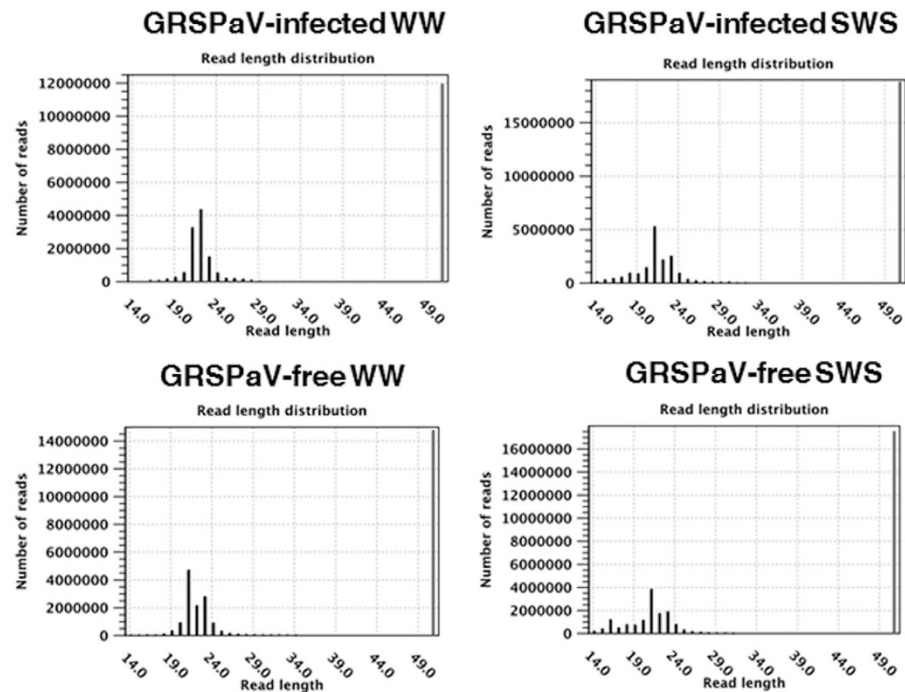 GRSPaV-infected WW
Read length distribution
Number of reads
12000000
10000000
8000000
6000000
4000000
2000000
0
14.0 19.0 24.0 29.0 34.0 39.0 44.0 49.0
Read length
GRSPaV-infected SWS
Read length distribution
Number of reads
15000000
10000000
5000000
0
14.0 19.0 24.0 29.0 34.0 39.0 44.0 49.0
Read length
GRSPaV-free WW
Read length distribution
Number of reads
14000000
12000000
10000000
8000000
6000000
4000000
2000000
0
14.0 19.0 24.0 29.0 34.0 39.0 44.0 49.0
Read length
GRSPaV-free SWS
Read length distribution
Number of reads
16000000
14000000
12000000
10000000
8000000
6000000
4000000
2000000
0
14.0 19.0 24.0 29.0 34.0 39.0 44.0 49.0
Read length